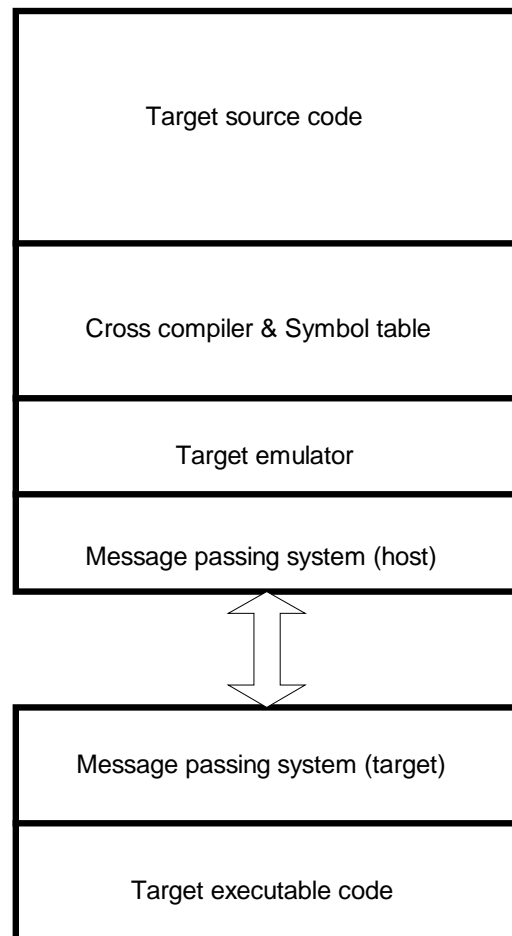 Target source code
Cross compiler & Symbol table
Target emulator
Message passing system (host)
Message passing system (target)
Target executable code